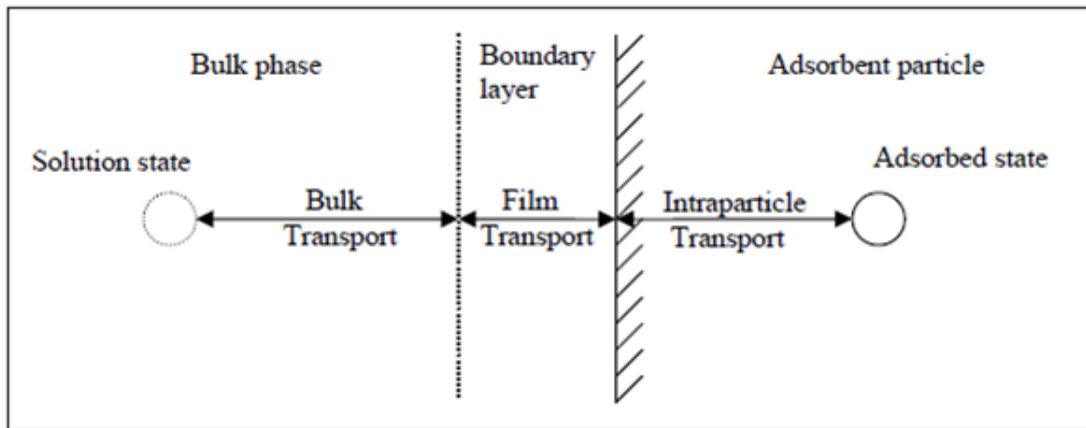 Bulk phase
Boundary
layer
Adsorbent particle
Solution state
Adsorbed state
Bulk
Transport
Film
Transport
Intraparticle
Transport